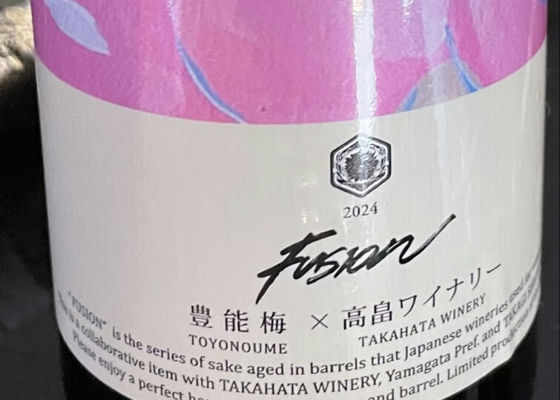 2024
Fusion
豊能梅 × 高畠ワイナリー
TOYONOUME TAKAHATA WINERY
"FUSION" is the series of sake aged in barrels that Japanese wineries used
This is a collaborative item with TAKAHATA WINERY, Yamagata Pref. and
Please enjoy a perfect and barrel. Limited